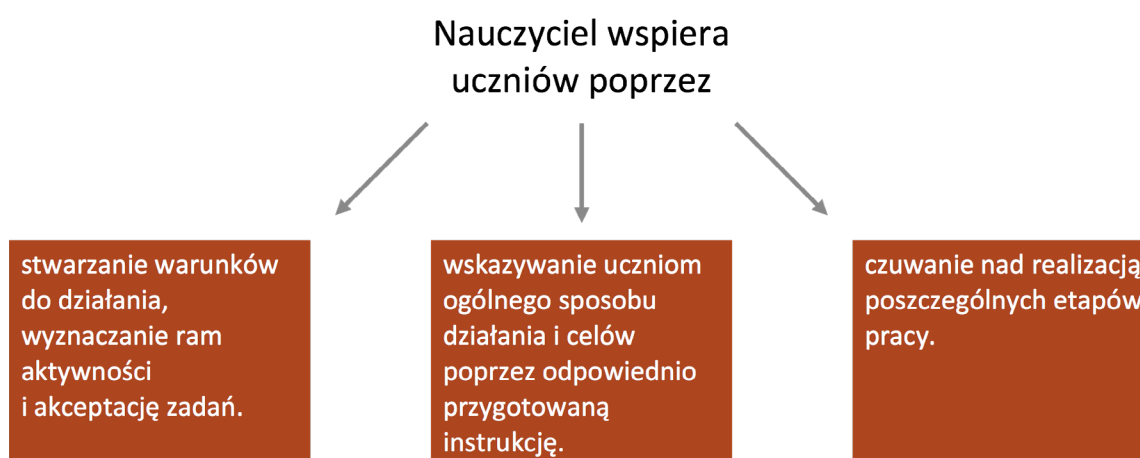 Nauczyciel wspiera
uczniów poprzez
stwarzanie warunków
do działania,
wyznaczanie ram
aktywności
i akceptację zadań.
wskazywanie uczniom
ogólnego sposobu
działania i celów
poprzez odpowiednio
przygotowaną
instrukcję.
czuwanie nad realizacją
poszczególnych etapów
pracy.